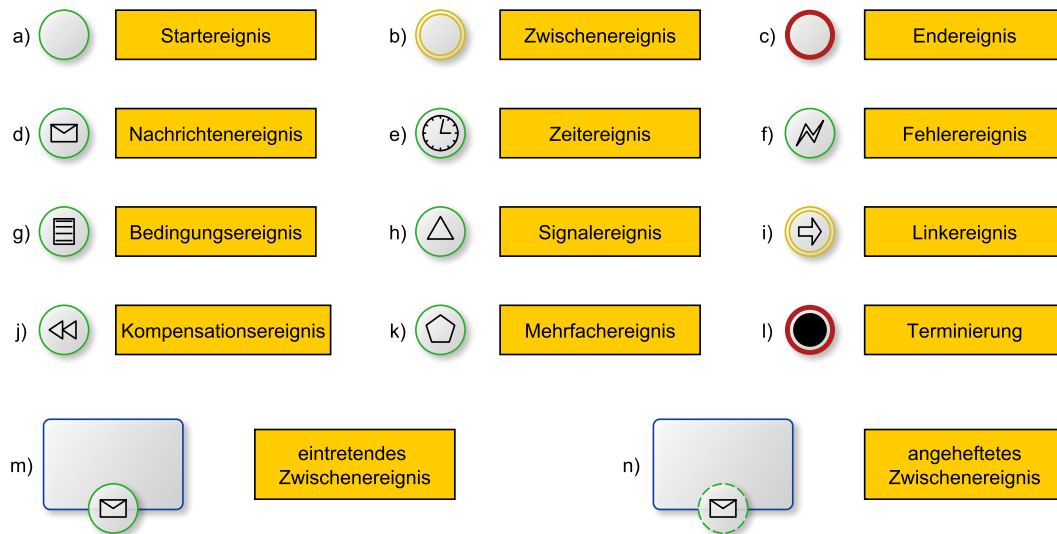 a) Startereignis b) Zwischenereignis c) Endereignis
d) Nachrichtenereignis e) Zeitereignis f) Fehlerereignis
g) Bedingungsereignis h) Signalereignis i) Linkereignis
j) Kompensationsereignis k) Mehrfachereignis l) Terminierung
m) eintretendes
Zwischenereignis
n) angeheftetes
Zwischenereignis